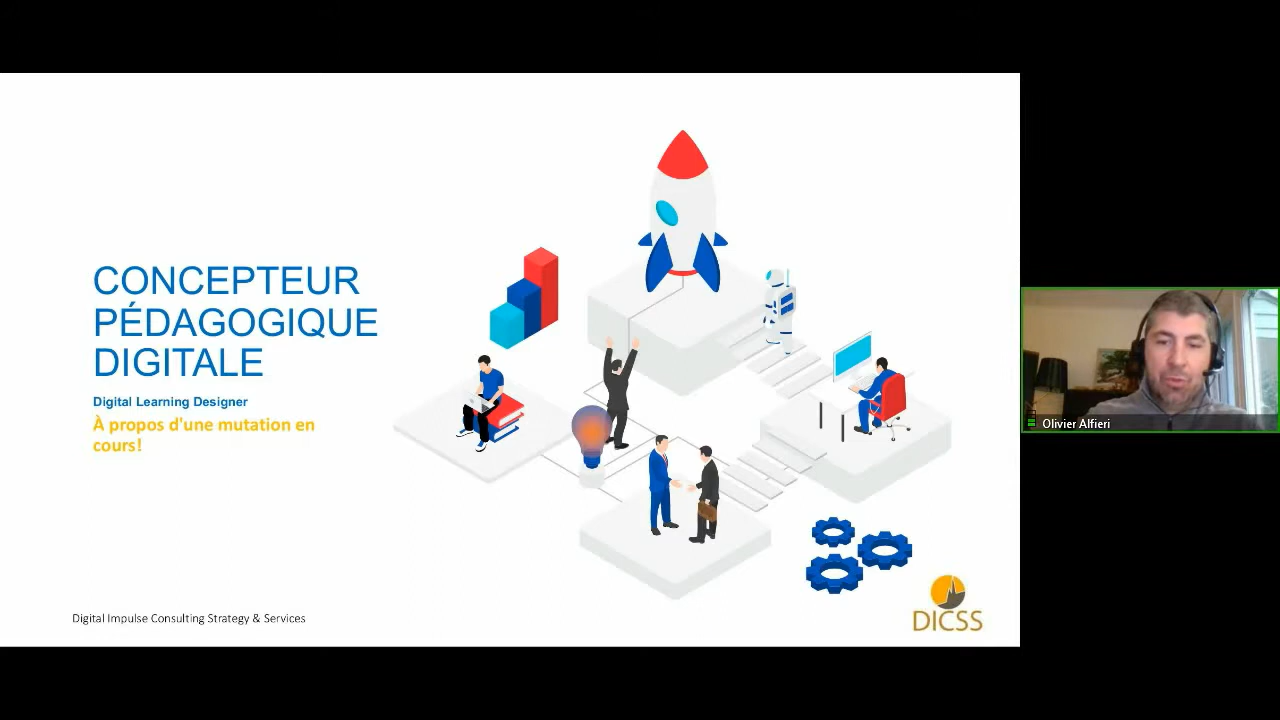 CONCEPTEUR
PÉDAGOGIQUE
DIGITALE
Digital Learning Designer
À propos d'une mutation en
cours!
Olivier Alfieri
Digital Impulse Consulting Strategy & Services
DICSS